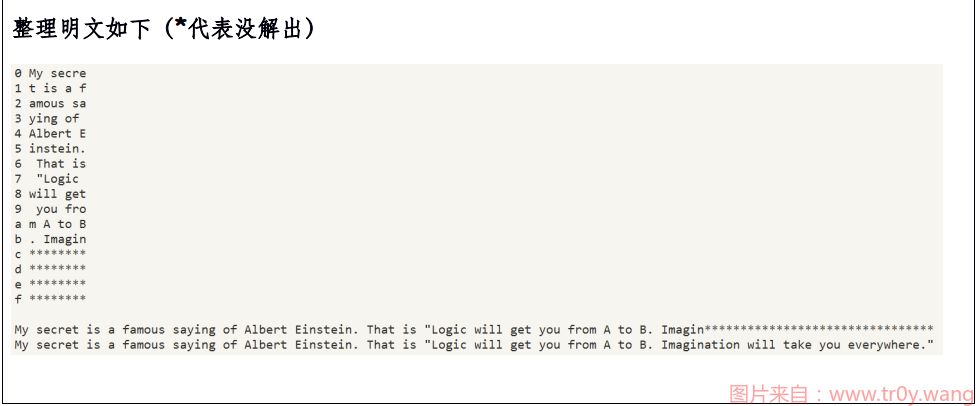 整理明文如下（*代表没解出）
0 My secre
1 t is a f
2 amous sa
3 ying of
4 Albert E
5 instein.
6  That is
7  "Logic
8 will get
9  you fro
a m A to B
b . Imagin
c ********
d ********
e ********
f ********
My secret is a famous saying of Albert Einstein. That is "Logic will get you from A to B. Imagin********************************
My secret is a famous saying of Albert Einstein. That is "Logic will get you from A to B. Imagination will take you everywhere."
图片来自：www.tr0y.wang